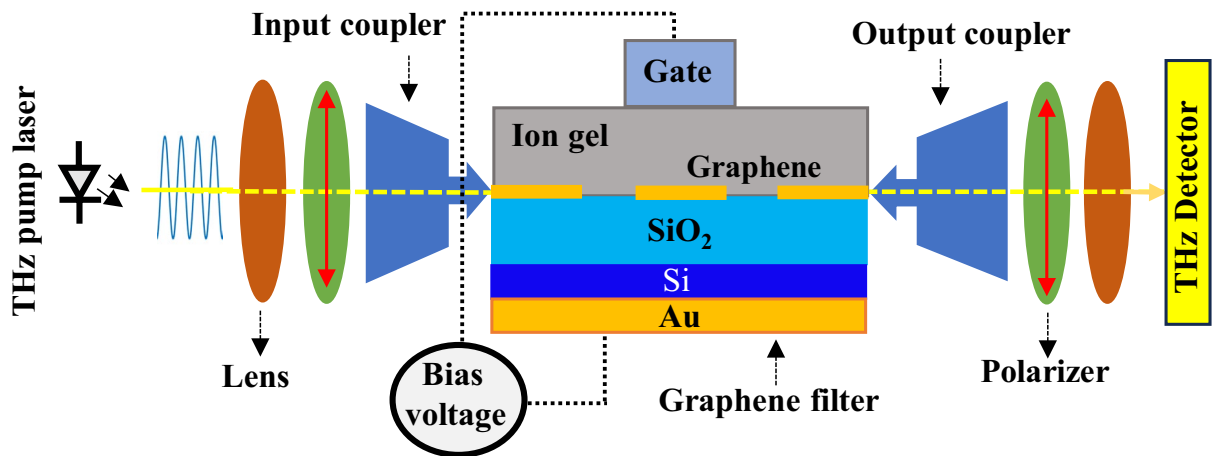 Input coupler
Output coupler
Gate
Ion gel
Graphene
THz pump laser
SiO₂
THz Detector
Si
Au
Lens
Bias
voltage
Graphene filter
Polarizer